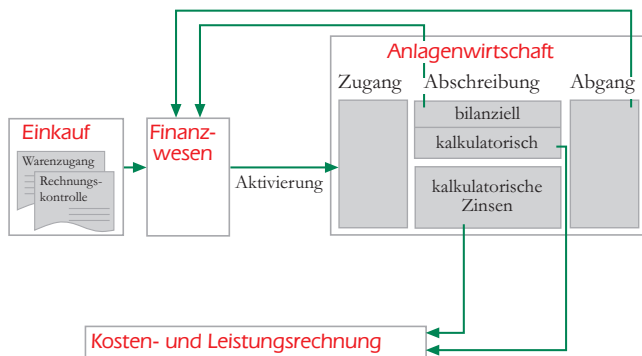 Anlagenwirtschaft
Zugang
Abschreibung
Abgang
bilanziell
kalkulatorisch
kalkulatorische
Zinsen
Einkauf
Warenzugang
Rechnungs-
kontrolle
Finanz-
wesen
Aktivierung
Kosten- und Leistungsrechnung